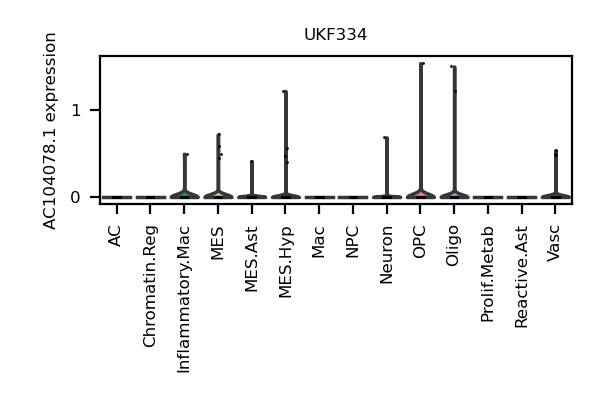 UKF334
AC104078.1 expression
1
0
AC
Chromatin.Reg
Inflammatory.Mac
MES
MES.Ast
MES.Hyp
Mac
NPC
Neuron
OPC
Oligo
Prolif.Metab
Reactive.Ast
Vasc